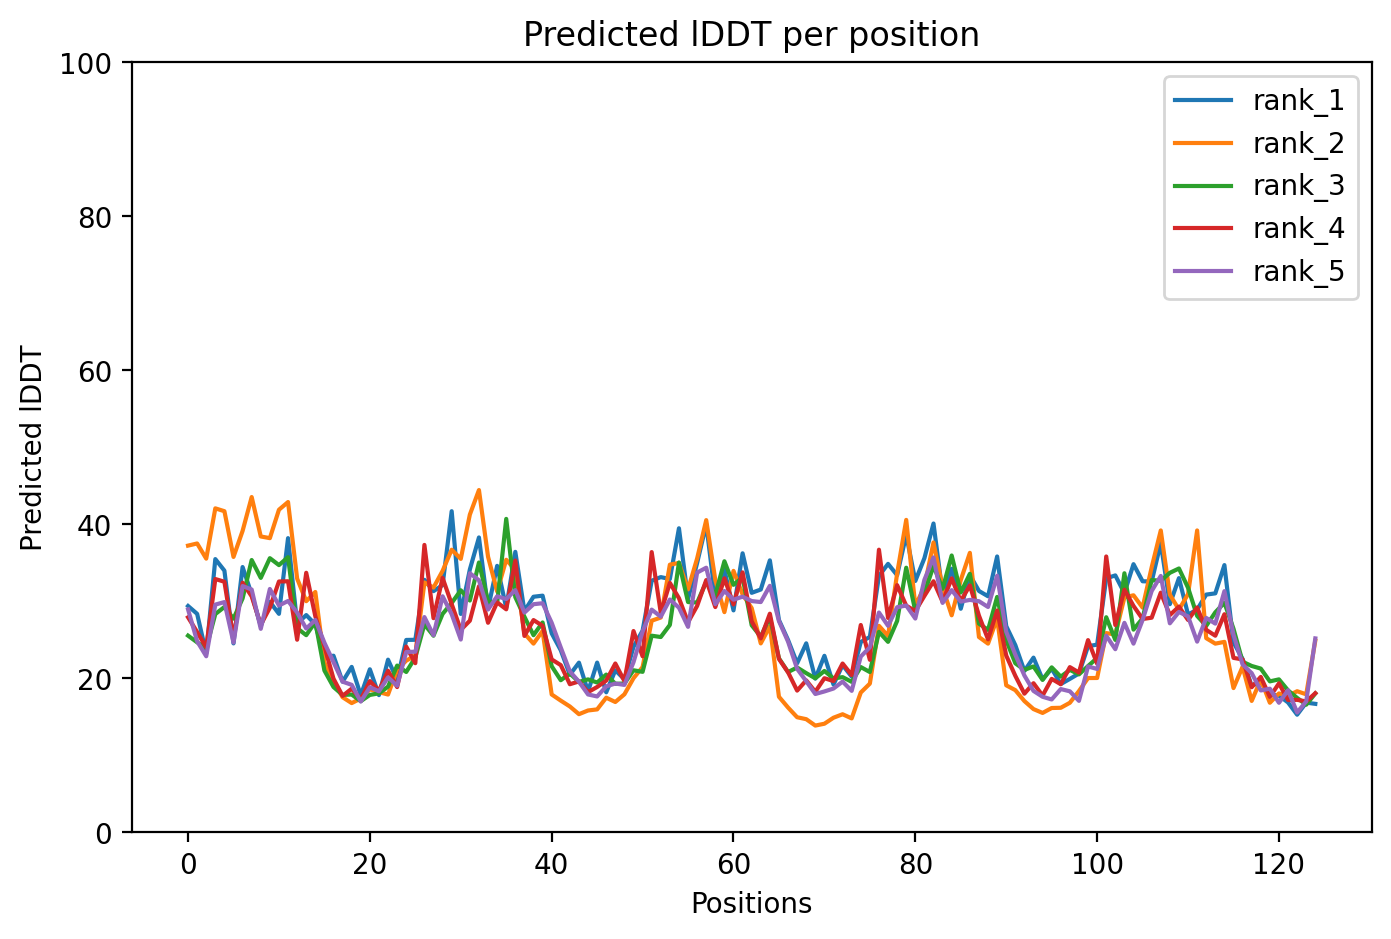 Predicted lDDT per position
100
80
60
40
20
0
Predicted lDDT
rank_1
rank_2
rank_3
rank_4
rank_5
0 20 40 60 80 100 120
Positions